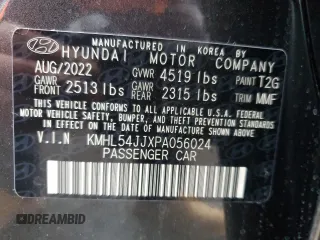 MANUFACTURED IN KOREA BY
HYUNDAI MOTOR COMPANY
AUG/2022 GVWR 4519 lbs PAINT T2G
GAWR FRONT 2513 lbs GAWR REAR 2315 lbs TRIM MMF
THIS VEHICLE CONFORMS TO ALL APPLICABLE U.S.
FEDERAL MOTOR VEHICLE SAFETY, BUMPER, AND THEFT
PREVENTION STANDARDS IN EFFECT ON THE DATE OF
MANUFACTURE SHOWN ABOVE.
V.I.N KMHL54JJXPA056024
PASSENGER CAR
DREAMBID